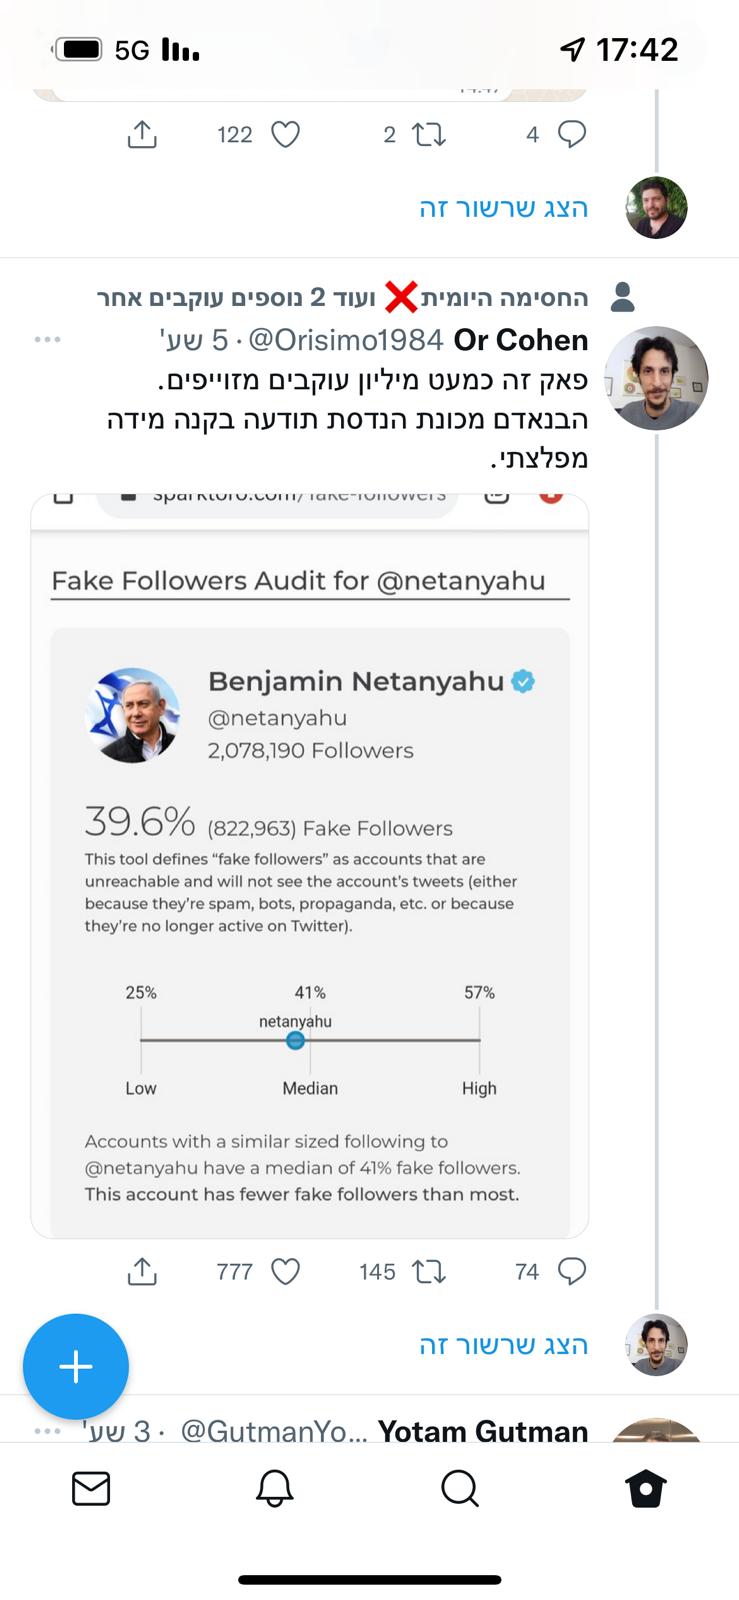 5G
17:42
122
2
4
הצג שרשור זה
החסימה היומית❌ ועוד 2 נוספים עוקבים אחר
Or Cohen @Orisimo1984 · 5 שע'
פאק זה כמעט מיליון עוקבים מזוייפים.
הבנאדם מכונת הנדסת תודעה בקנה מידה
מפלצתי.
sparktoro.com/fake-followers
Fake Followers Audit for @netanyahu
Benjamin Netanyahu
@netanyahu
2,078,190 Followers
39.6% (822,963) Fake Followers
This tool defines “fake followers” as accounts that are
unreachable and will not see the account’s tweets (either
because they’re spam, bots, propaganda, etc. or because
they’re no longer active on Twitter).
25% 41% 57%
netanyahu
Low Median High
Accounts with a similar sized following to
@netanyahu have a median of 41% fake followers.
This account has fewer fake followers than most.
777
145
74
הצג שרשור זה
Yotam Gutman @GutmanYo... · 3 שע'